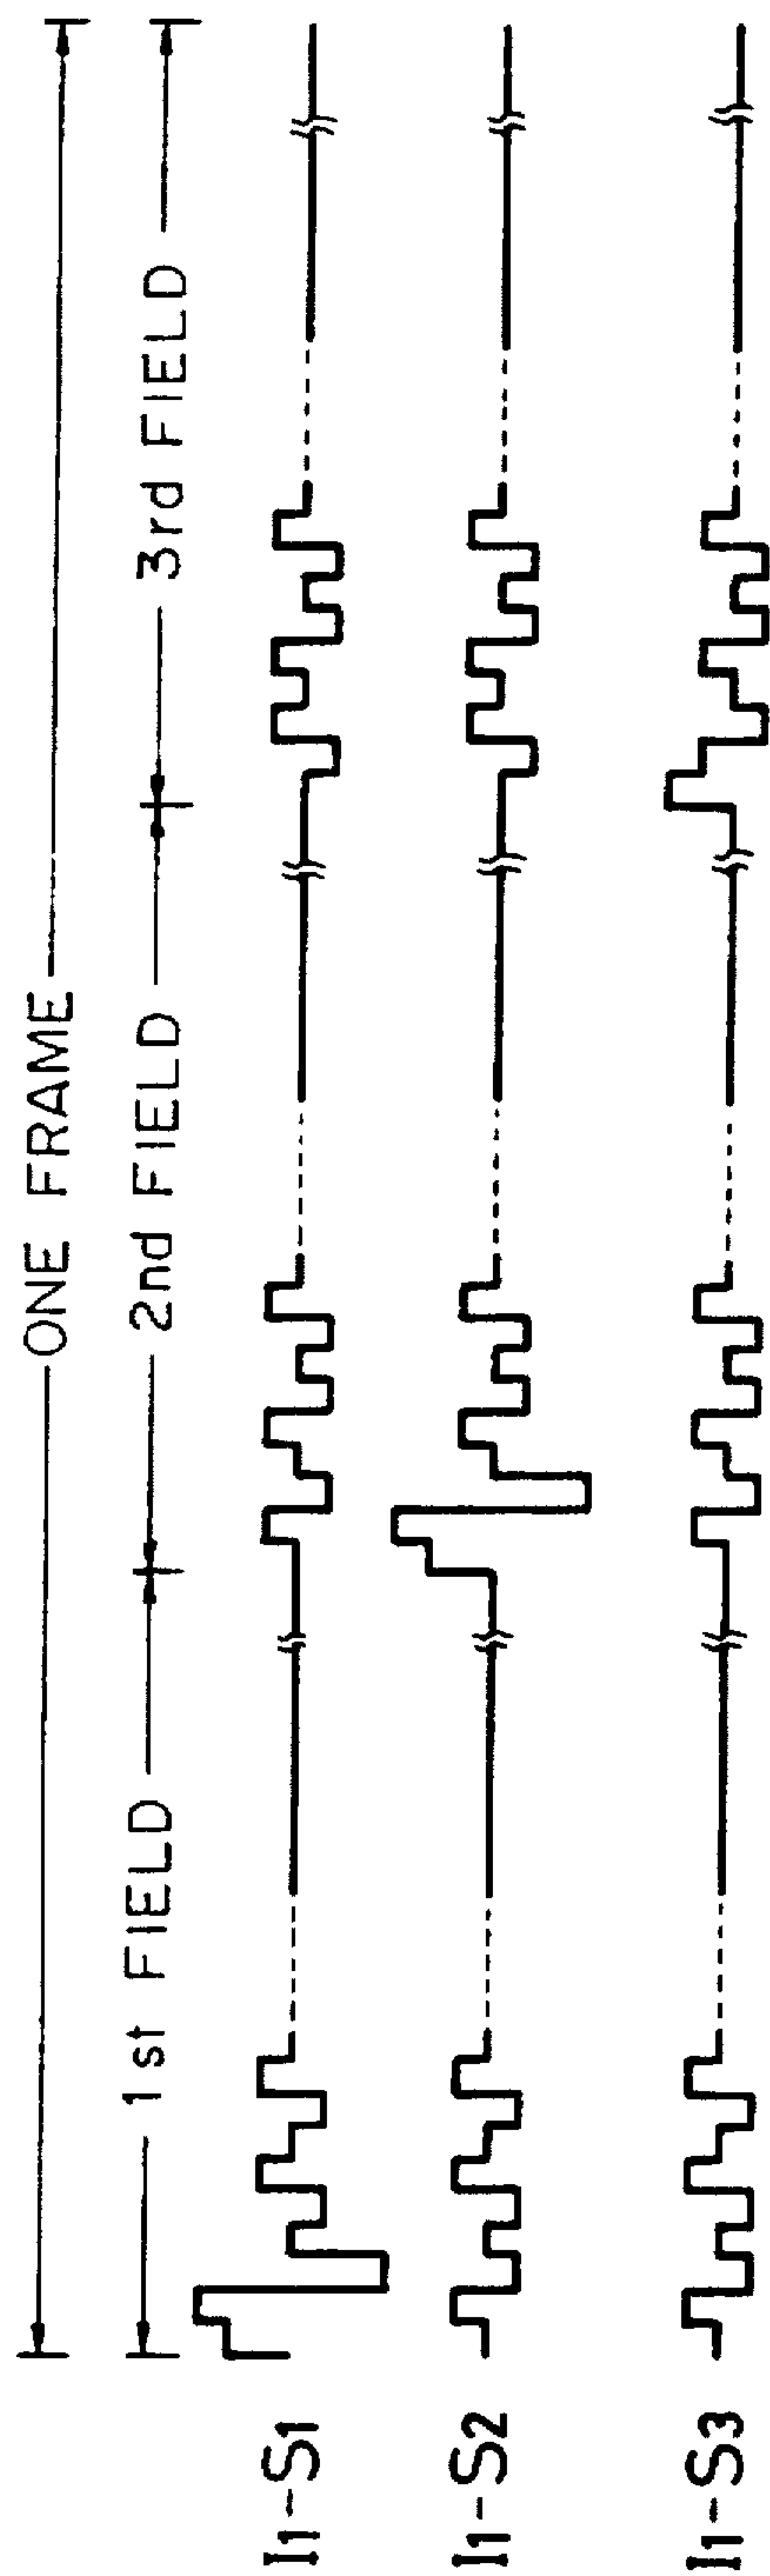 ONE FRAME
1st FIELD 2nd FIELD 3rd FIELD
I1-S1
I1-S2
I1-S3